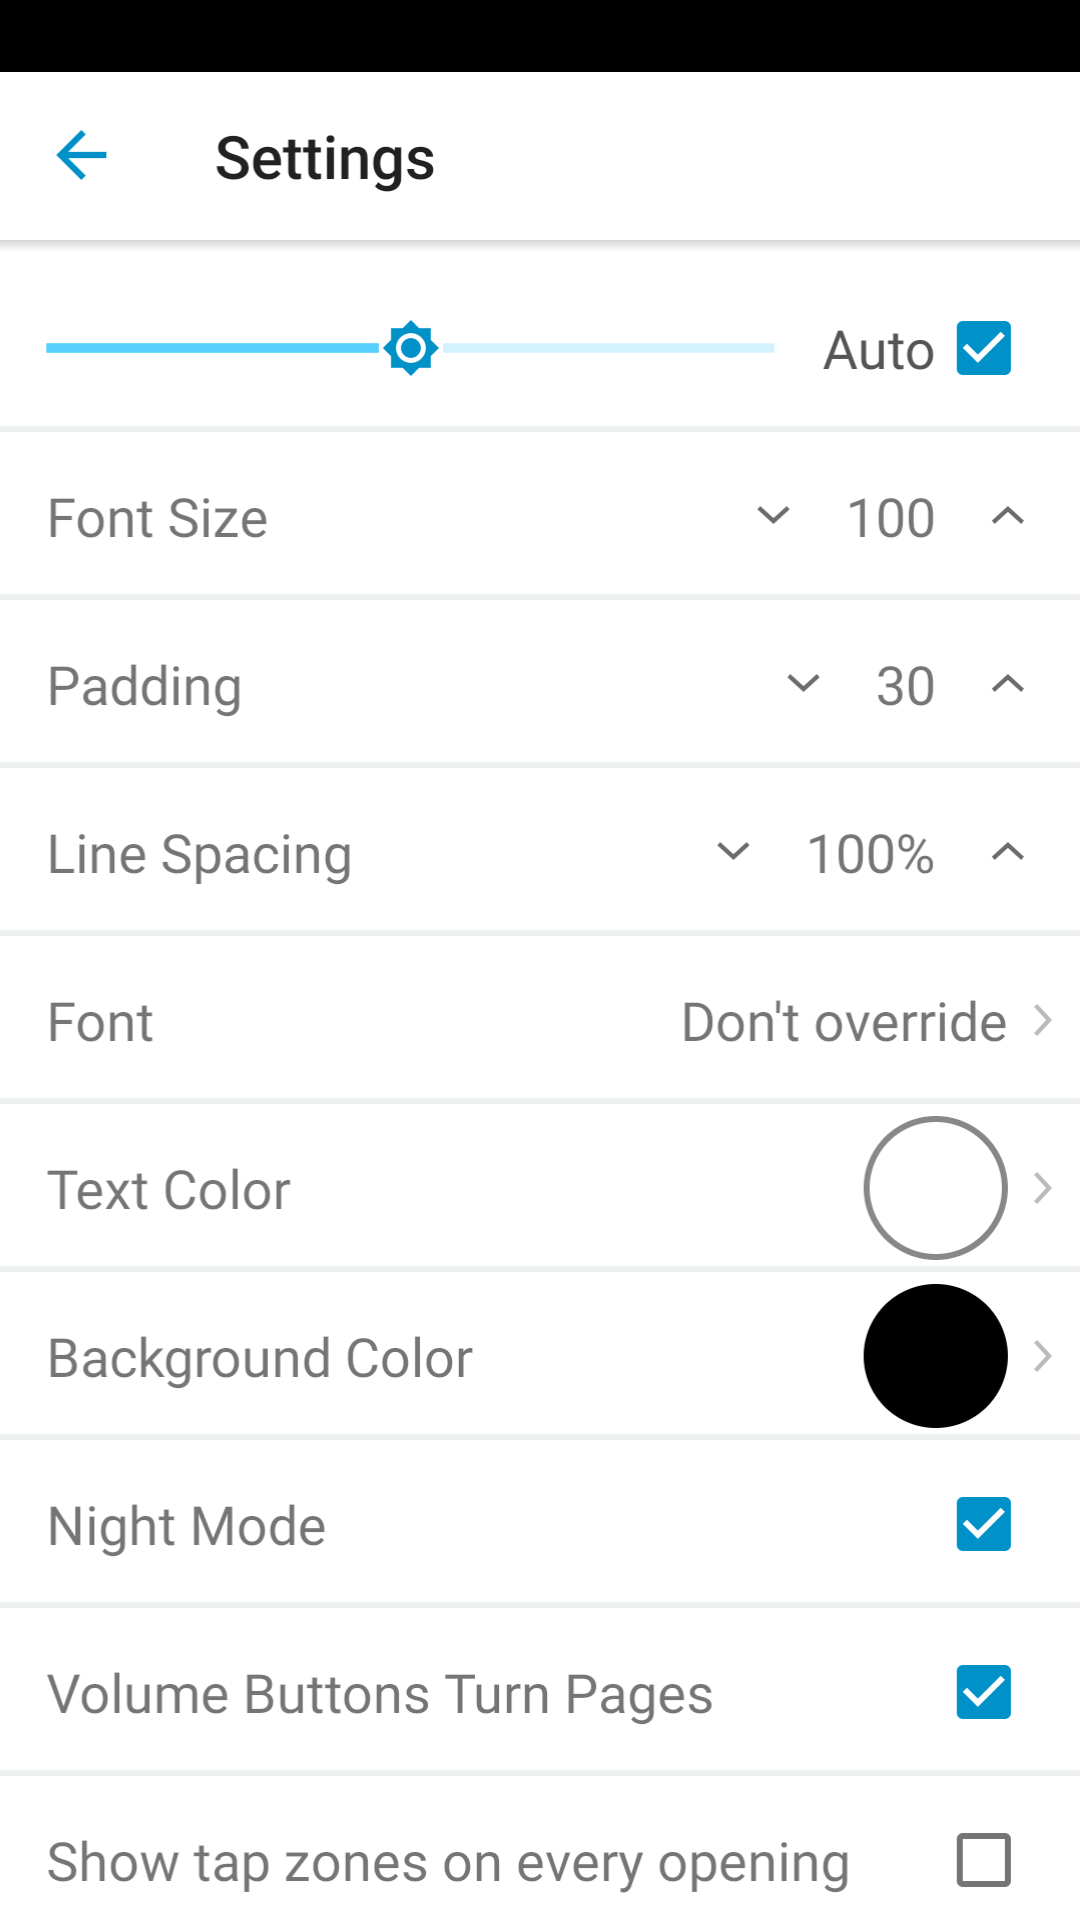 Settings
Auto
Font Size 100
Padding 30
Line Spacing 100%
Font Don't override
Text Color
Background Color
Night Mode
Volume Buttons Turn Pages
Show tap zones on every opening